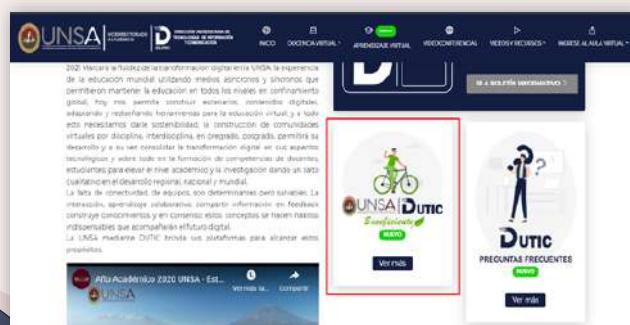 UNSA
VICERRECTORADO
ACADÉMICO
DUTIC
DIRECCIÓN UNIVERSITARIA DE
TECNOLOGÍAS DE INFORMACIÓN
Y COMUNICACIÓN
INICIO
DOCENCIA VIRTUAL
APRENDIZAJE VIRTUAL
VIDEOCONFERENCIAS
VIDEOS Y RECURSOS
INGRESE AL AULA VIRTUAL
2021 Marcará la fluidez de la transformación digital en la UNSA, la experiencia
de la educación mundial utilizando medios asíncronos y síncronos que
permitieron mantener la educación en todos los niveles en confinamiento
global, hoy nos permite construir escenarios, contenidos digitales,
adaptando y rediseñando herramientas para la educación virtual y a todo
esto necesitamos darle sostenibilidad, la construcción de comunidades
virtuales por disciplina, interdisciplina, en pregrado, posgrado, permitirá su
desarrollo y a su vez consolidar la transformación digital en sus aspectos
tecnológicos y sobre todo en la formación de competencias de docentes,
estudiantes para elevar el nivel académico y la investigación dando un salto
cualitativo en el desarrollo regional, nacional y mundial.
La falta de conectividad, de equipos, son determinantes pero salvables. La
interacción, aprendizaje colaborativo, compartir información en feedback
construye conocimientos y en consenso estos conceptos se hacen hábitos
indispensables que acompañarán el futuro digital.
La UNSA mediante DUTIC brinda sus plataformas para alcanzar estos
propósitos.
Año Académico 2020 UNSA - Est...
Ver más ta...
Compartir
UNSA
IR A BOLETÍN INFORMATIVO
UNSA DUTIC
Ecoeficiente
NUEVO
Ver más
DUTIC
PREGUNTAS FRECUENTES
NUEVO
Ver más